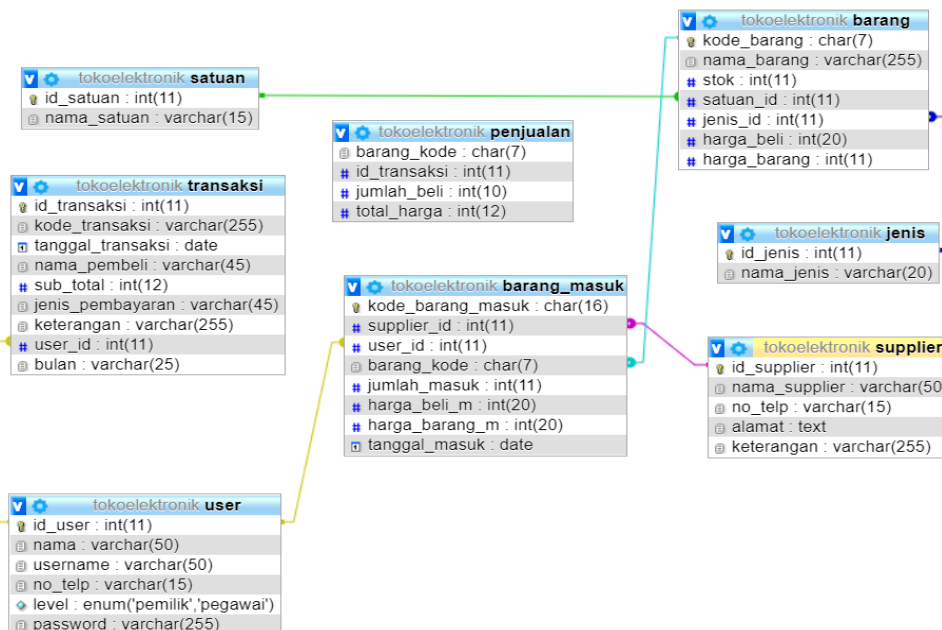 tokoelektronik satuan
id_satuan : int(11)
nama_satuan : varchar(15)
tokoelektronik transaksi
id_transaksi : int(11)
kode_transaksi : varchar(255)
tanggal_transaksi : date
nama_pembeli : varchar(45)
sub_total : int(12)
jenis_pembayaran : varchar(45)
keterangan : varchar(255)
user_id : int(11)
bulan : varchar(25)
tokoelektronik user
id_user : int(11)
nama : varchar(50)
username : varchar(50)
no_telp : varchar(15)
level : enum('pemilik','pegawai')
password : varchar(255)
tokoelektronik penjualan
barang_kode : char(7)
id_transaksi : int(11)
jumlah_beli : int(10)
total_harga : int(12)
tokoelektronik barang_masuk
kode_barang_masuk : char(16)
supplier_id : int(11)
user_id : int(11)
barang_kode : char(7)
jumlah_masuk : int(11)
harga_beli_m : int(20)
harga_barang_m : int(20)
tanggal_masuk : date
tokoelektronik barang
kode_barang : char(7)
nama_barang : varchar(255)
stok : int(11)
satuan_id : int(11)
jenis_id : int(11)
harga_beli : int(20)
harga_barang : int(11)
tokoelektronik jenis
id_jenis : int(11)
nama_jenis : varchar(20)
tokoelektronik supplier
id_supplier : int(11)
nama_supplier : varchar(50
no_telp : varchar(15)
alamat : text
keterangan : varchar(255)